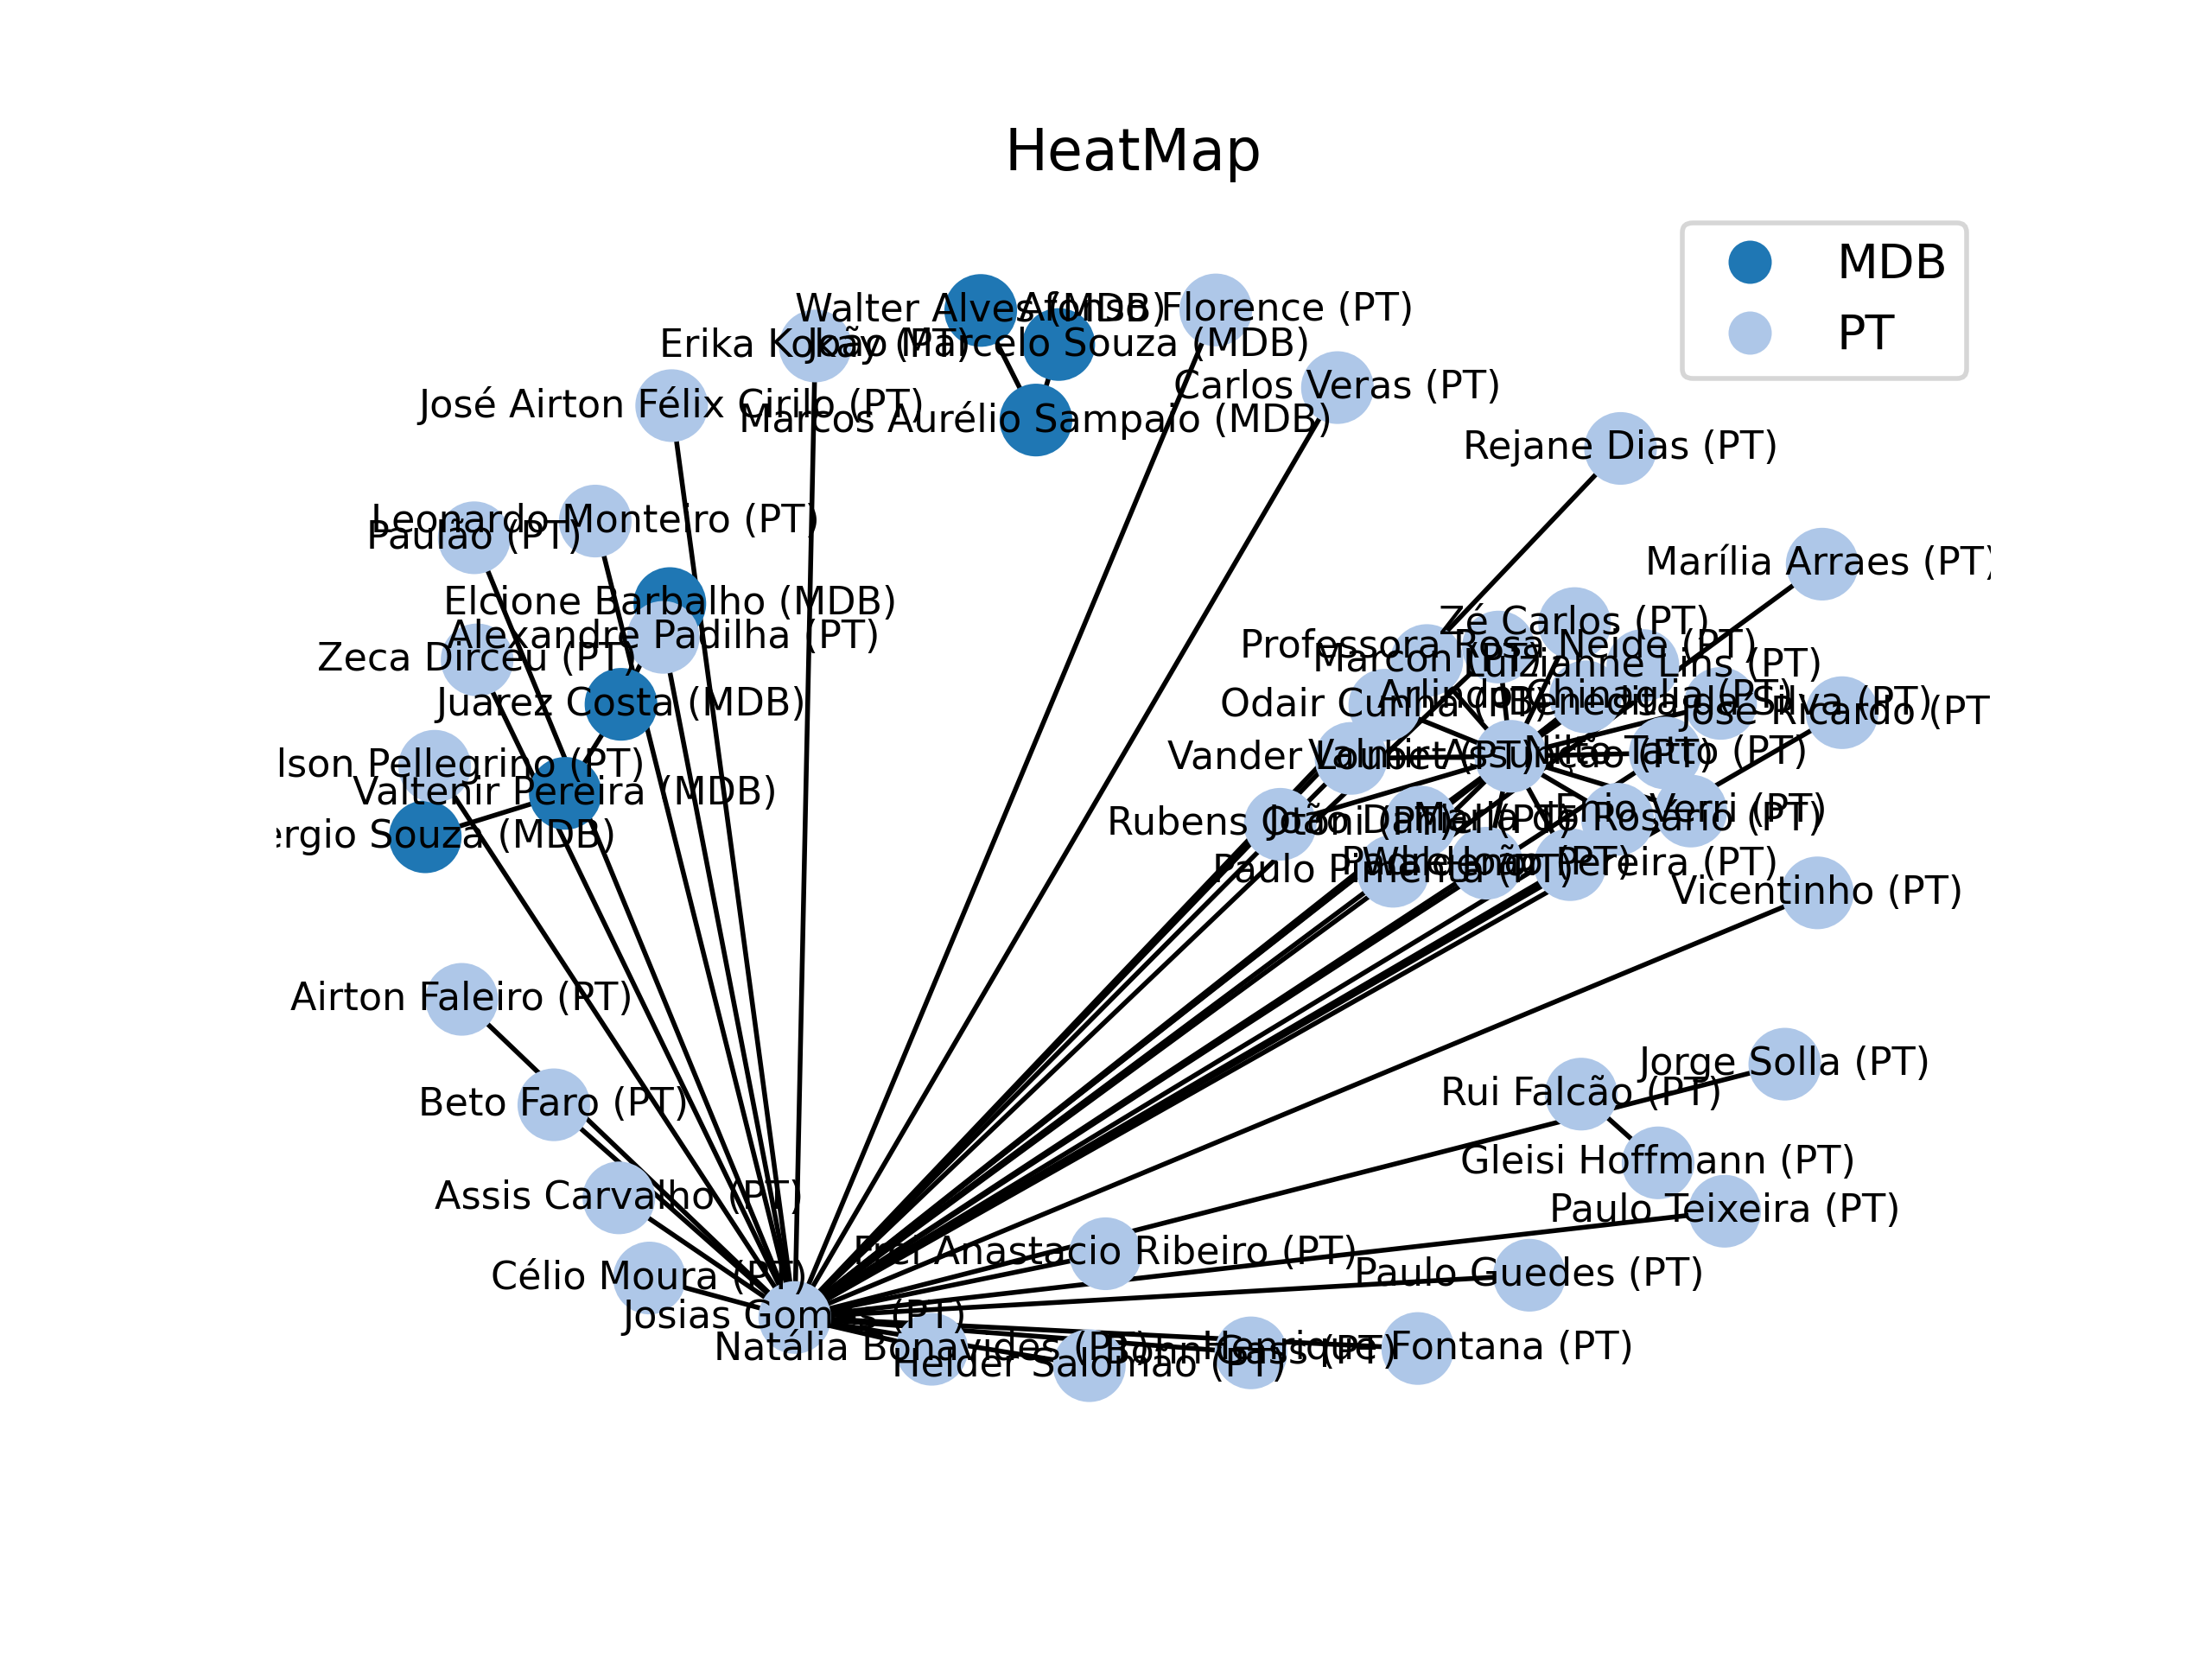 HeatMap
MDB
PT
Walter Alves (MDB)
Afonso Florence (PT)
Erika Kokay (PT)
João Marcelo Souza (MDB)
Carlos Veras (PT)
José Airton Félix Cirilo (PT)
Marcos Aurélio Sampaio (MDB)
Rejane Dias (PT)
Leonardo Monteiro (PT)
Paulão (PT)
Marília Arraes (PT)
Elcione Barbalho (MDB)
Zé Carlos (PT)
Alexandre Padilha (PT)
Professora Rosa Neide (PT)
Zeca Dirceu (PT)
Marcon (PT)
Luizianne Lins (PT)
Juarez Costa (MDB)
Odair Cunha (PT)
Arlindo Chinaglia (PT)
Benedita da Silva (PT)
José Ricardo (PT
Vander Loubet (PT)
Valmir Assunção (PT)
Nilto Tatto (PT)
lson Pellegrino (PT)
Valtenir Pereira (MDB)
ergio Souza (MDB)
Rubens Otoni (PT)
João Daniel (PT)
Maria do Rosário (PT)
Enio Verri (PT)
Paulo Pimenta (PT)
Padre João (PT)
Waldenor Pereira (PT)
Vicentinho (PT)
Airton Faleiro (PT)
Jorge Solla (PT)
Rui Falcão (PT)
Beto Faro (PT)
Gleisi Hoffmann (PT)
Assis Carvalho (PT)
Paulo Teixeira (PT)
Frei Anastacio Ribeiro (PT)
Célio Moura (PT)
Paulo Guedes (PT)
Josias Gomes (PT)
Natália Bonavides (PT)
Helder Salomão (PT)
Bohn Gass (PT)
Henrique Fontana (PT)